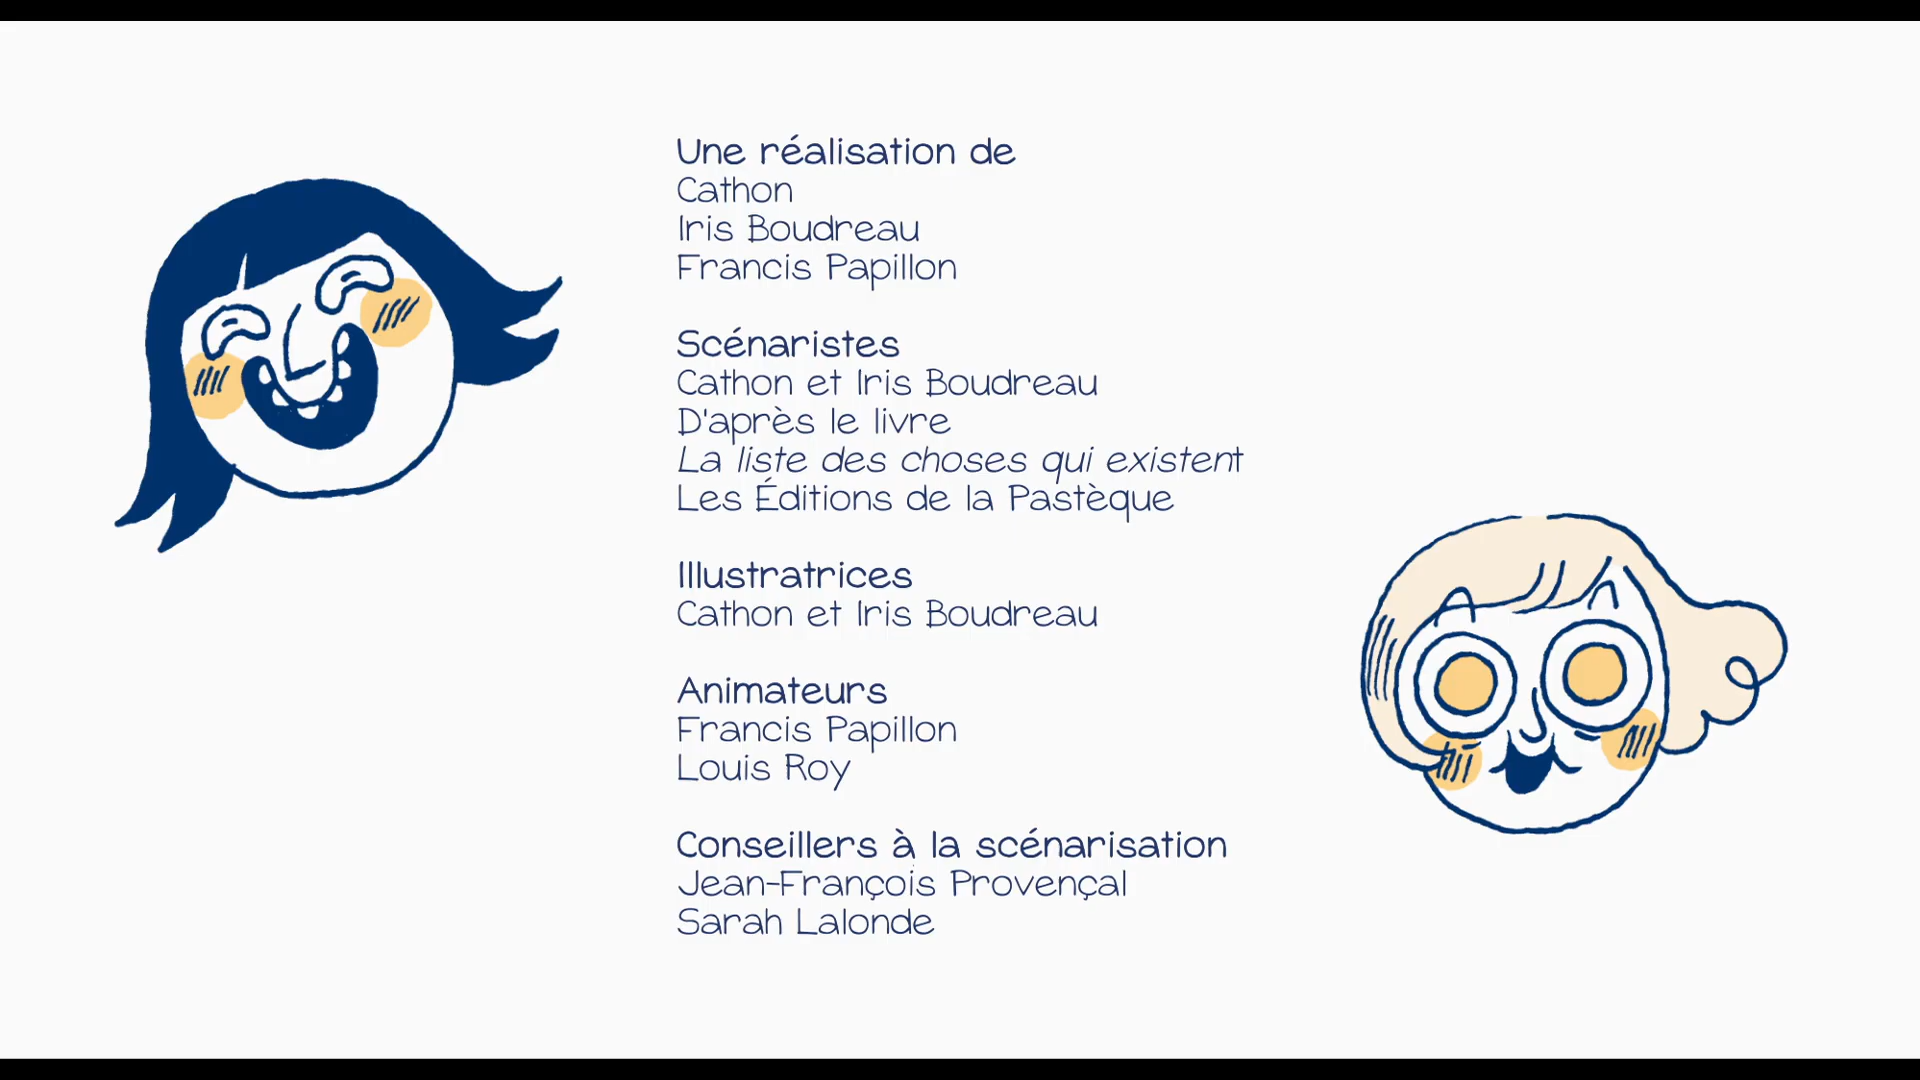 Une réalisation de
Cathon
Iris Boudreau
Francis Papillon
Scénaristes
Cathon et Iris Boudreau
D'après le livre
La liste des choses qui existent
Les Éditions de la Pastèque
Illustratrices
Cathon et Iris Boudreau
Animateurs
Francis Papillon
Louis Roy
Conseillers à la scénarisation
Jean-François Provençal
Sarah Lalonde